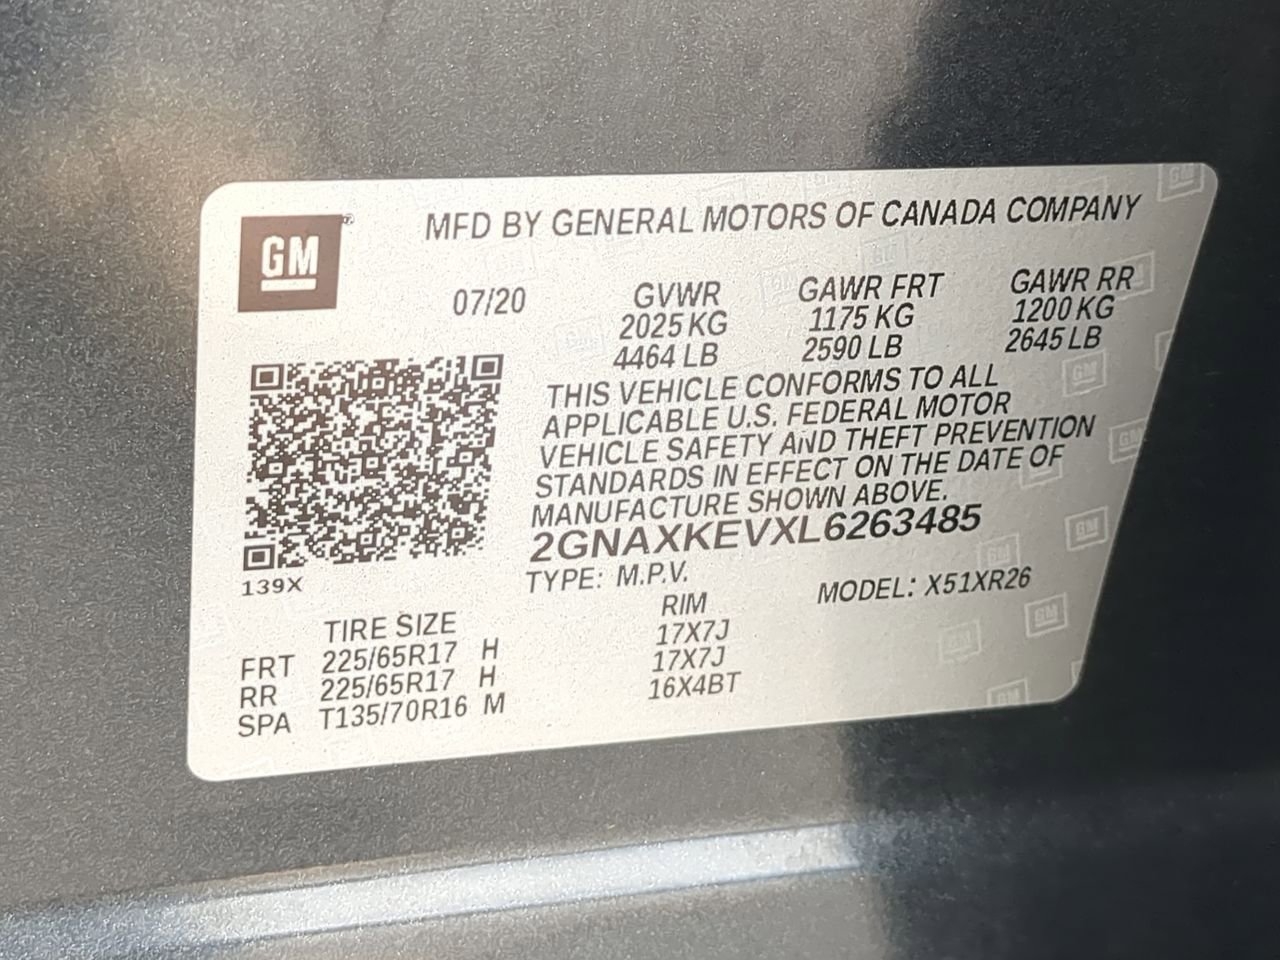 GM
MFD BY GENERAL MOTORS OF CANADA COMPANY
07/20
GVWR GAWR FRT GAWR RR
2025 KG 1175 KG 1200 KG
4464 LB 2590 LB 2645 LB
THIS VEHICLE CONFORMS TO ALL
APPLICABLE U.S. FEDERAL MOTOR
VEHICLE SAFETY AND THEFT PREVENTION
STANDARDS IN EFFECT ON THE DATE OF
MANUFACTURE SHOWN ABOVE.
2GNAXKEVXL6263485
139X
TYPE: M.P.V. MODEL: X51XR26
TIRE SIZE RIM
FRT 225/65R17 H 17X7J
RR 225/65R17 H 17X7J
SPA T135/70R16 M 16X4BT